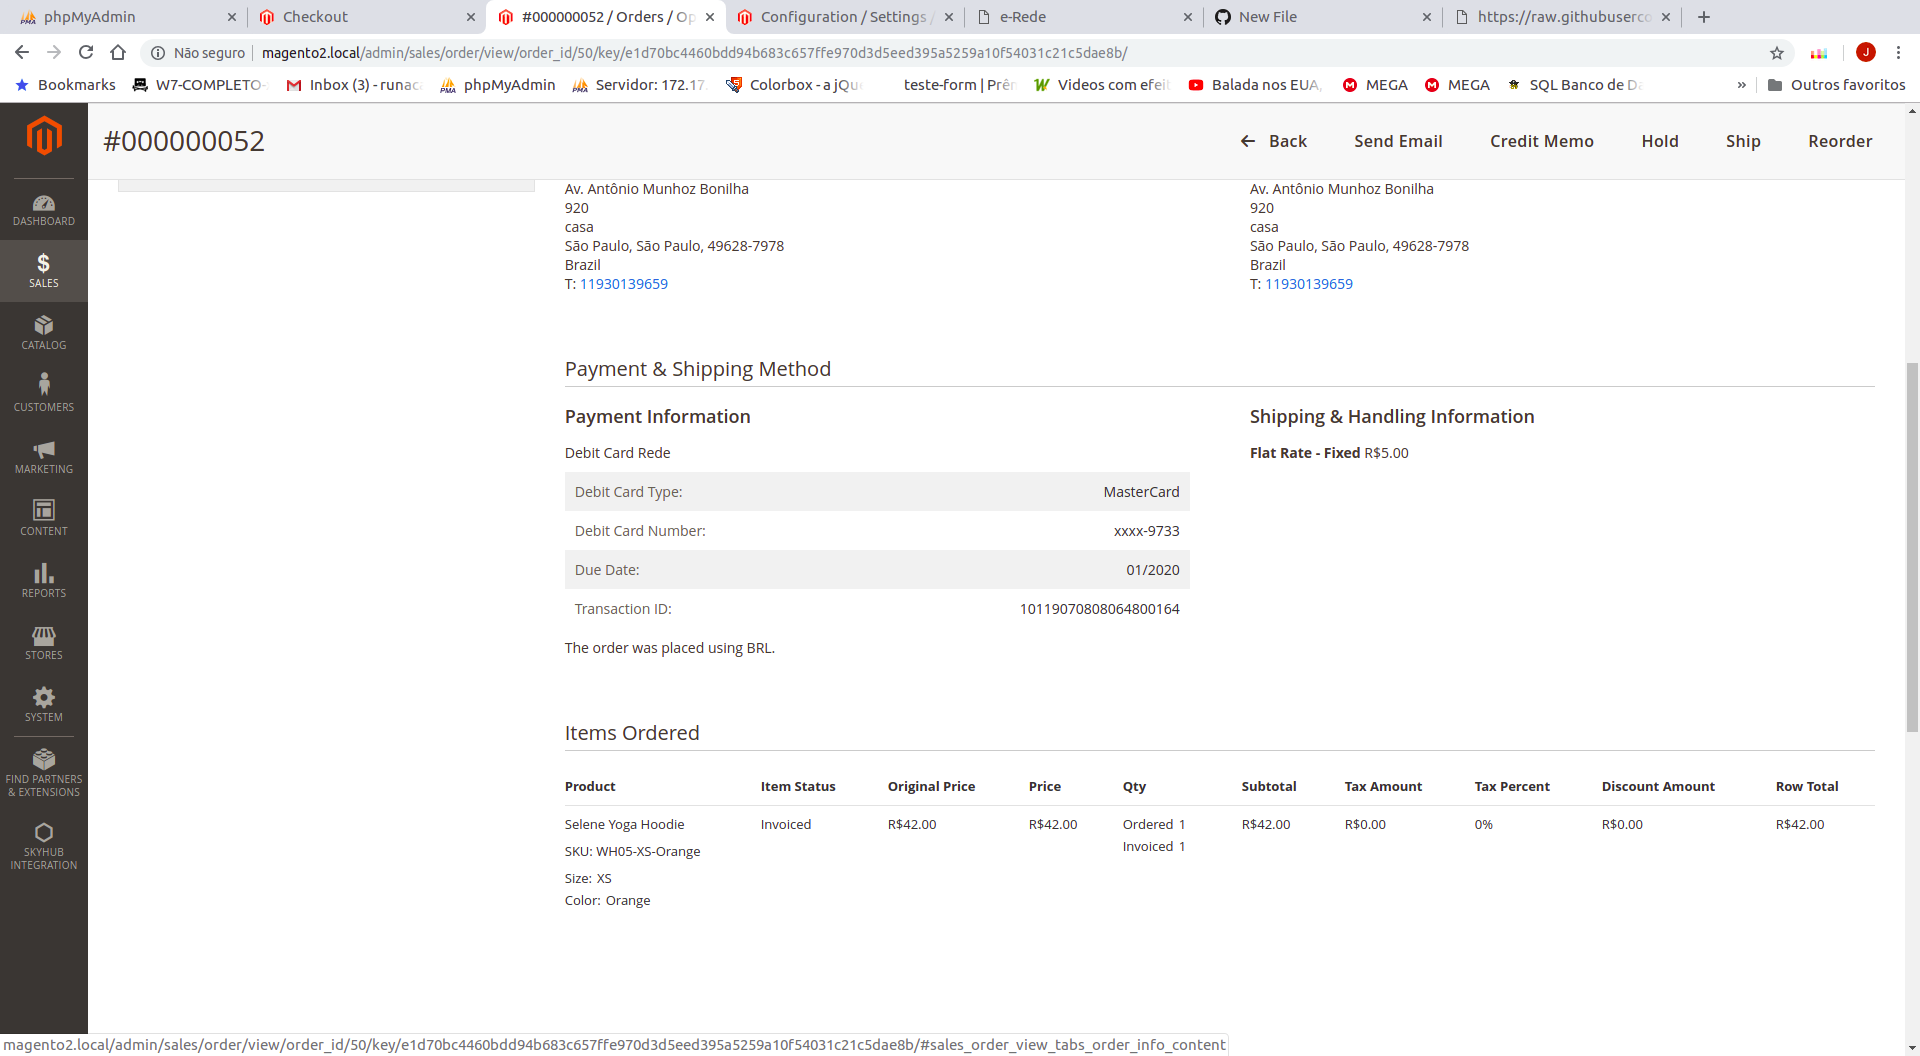 phpMyAdmin
Checkout
#000000052 / Orders / Op
Configuration / Settings /
e-Rede
New File
https://raw.githubuserco
Não seguro
magento2.local/admin/sales/order/view/order_id/50/key/e1d70bc4460bdd94b683c657ffe970d3d5eed395a5259a10f54031c21c5dae8b/
J
Bookmarks
W7-COMPLETO-
Inbox (3) - runac
phpMyAdmin
Servidor: 172.17.
Colorbox - a jQue
teste-form | Prên
Videos com efeit
Balada nos EUA,
MEGA
MEGA
SQL Banco de Da
»
Outros favoritos
#000000052
Back
Send Email
Credit Memo
Hold
Ship
Reorder
DASHBOARD
SALES
CATALOG
CUSTOMERS
MARKETING
CONTENT
REPORTS
STORES
SYSTEM
FIND PARTNERS
& EXTENSIONS
SKYHUB
INTEGRATION
Av. Antônio Munhoz Bonilha
920
casa
São Paulo, São Paulo, 49628-7978
Brazil
T: 11930139659
Av. Antônio Munhoz Bonilha
920
casa
São Paulo, São Paulo, 49628-7978
Brazil
T: 11930139659
Payment & Shipping Method
Payment Information
Debit Card Rede
Debit Card Type: MasterCard
Debit Card Number: xxxx-9733
Due Date: 01/2020
Transaction ID: 10119070808064800164
The order was placed using BRL.
Shipping & Handling Information
Flat Rate - Fixed R$5.00
Items Ordered
Product Item Status Original Price Price Qty Subtotal Tax Amount Tax Percent Discount Amount Row Total
Selene Yoga Hoodie Invoiced R$42.00 R$42.00 Ordered 1 R$42.00 R$0.00 0% R$0.00 R$42.00
Invoiced 1
SKU: WH05-XS-Orange
Size: XS
Color: Orange
magento2.local/admin/sales/order/view/order_id/50/key/e1d70bc4460bdd94b683c657ffe970d3d5eed395a5259a10f54031c21c5dae8b/#sales_order_view_tabs_order_info_content